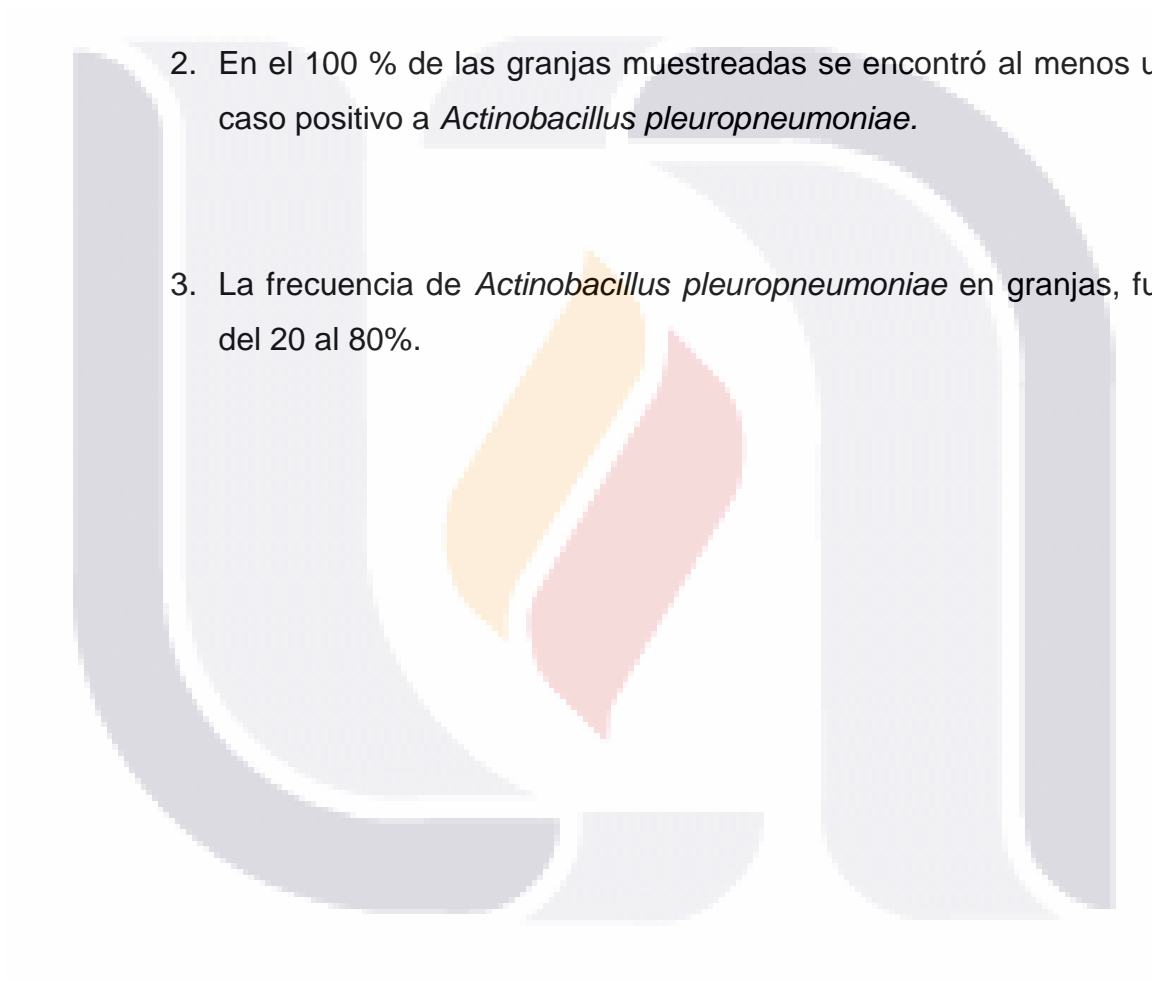 2. En el 100 % de las granjas muestreadas se encontró al menos u
caso positivo a Actinobacillus pleuropneumoniae.
3. La frecuencia de Actinobacillus pleuropneumoniae en granjas, fu
del 20 al 80%.